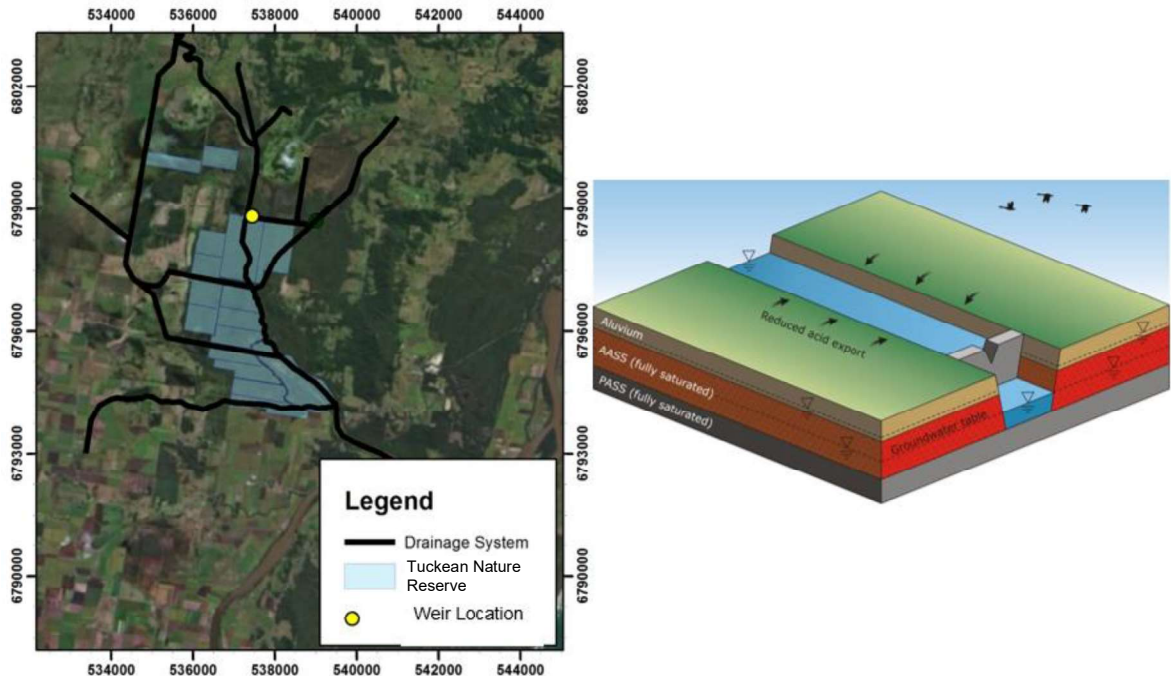 534000 536000 538000 540000 542000 544000
6802000
6799000
6796000
6793000
6790000
6802000
6799000
6796000
6793000
6790000
Legend
Drainage System
Tuckean Nature
Reserve
Weir Location
534000 536000 538000 540000 542000 544000
Reduced acid export
Aluvium
AASS (fully saturated)
PASS (fully saturated)
Groundwater table